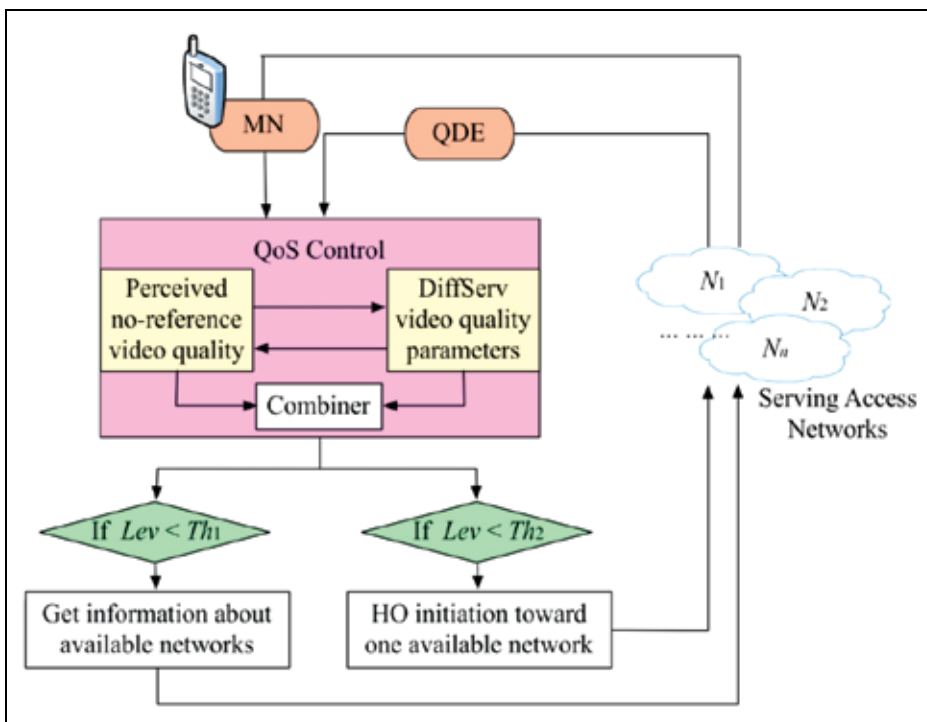 MN
QDE
QoS Control
Perceived
no-reference
video quality
DiffServ
video quality
parameters
Combiner
N1
N2
... ... ...
Nn
Serving Access
Networks
If Lev < Th1
If Lev < Th2
Get information about
available networks
HO initiation toward
one available network